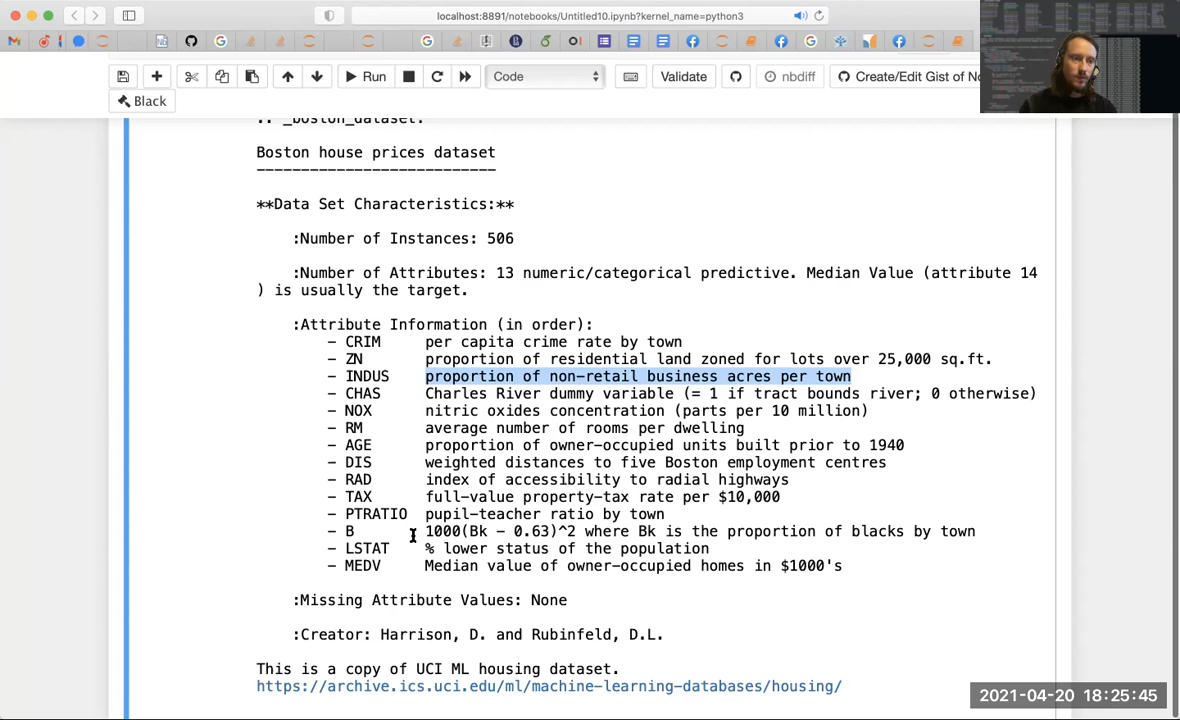 localhost:8891/notebooks/Untitled10.ipynb?kernel_name=python3
Run
Code
Validate
nbdiff
Create/Edit Gist of No
Black
.. _boston_dataset:
Boston house prices dataset
---------------------------
**Data Set Characteristics:**
:Number of Instances: 506
:Number of Attributes: 13 numeric/categorical predictive. Median Value (attribute 14
) is usually the target.
:Attribute Information (in order):
- CRIM per capita crime rate by town
- ZN proportion of residential land zoned for lots over 25,000 sq.ft.
- INDUS proportion of non-retail business acres per town
- CHAS Charles River dummy variable (= 1 if tract bounds river; 0 otherwise)
- NOX nitric oxides concentration (parts per 10 million)
- RM average number of rooms per dwelling
- AGE proportion of owner-occupied units built prior to 1940
- DIS weighted distances to five Boston employment centres
- RAD index of accessibility to radial highways
- TAX full-value property-tax rate per $10,000
- PTRATIO pupil-teacher ratio by town
- B 1000(Bk - 0.63)^2 where Bk is the proportion of blacks by town
- LSTAT % lower status of the population
- MEDV Median value of owner-occupied homes in $1000's
:Missing Attribute Values: None
:Creator: Harrison, D. and Rubinfeld, D.L.
This is a copy of UCI ML housing dataset.
https://archive.ics.uci.edu/ml/machine-learning-databases/housing/
2021-04-20 18:25:45